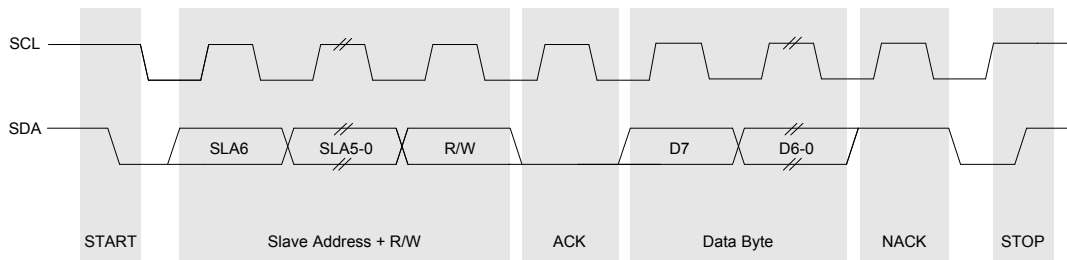 SCL
SDA
SLA6 SLA5-0 R/W D7 D6-0
START Slave Address + R/W ACK Data Byte NACK STOP